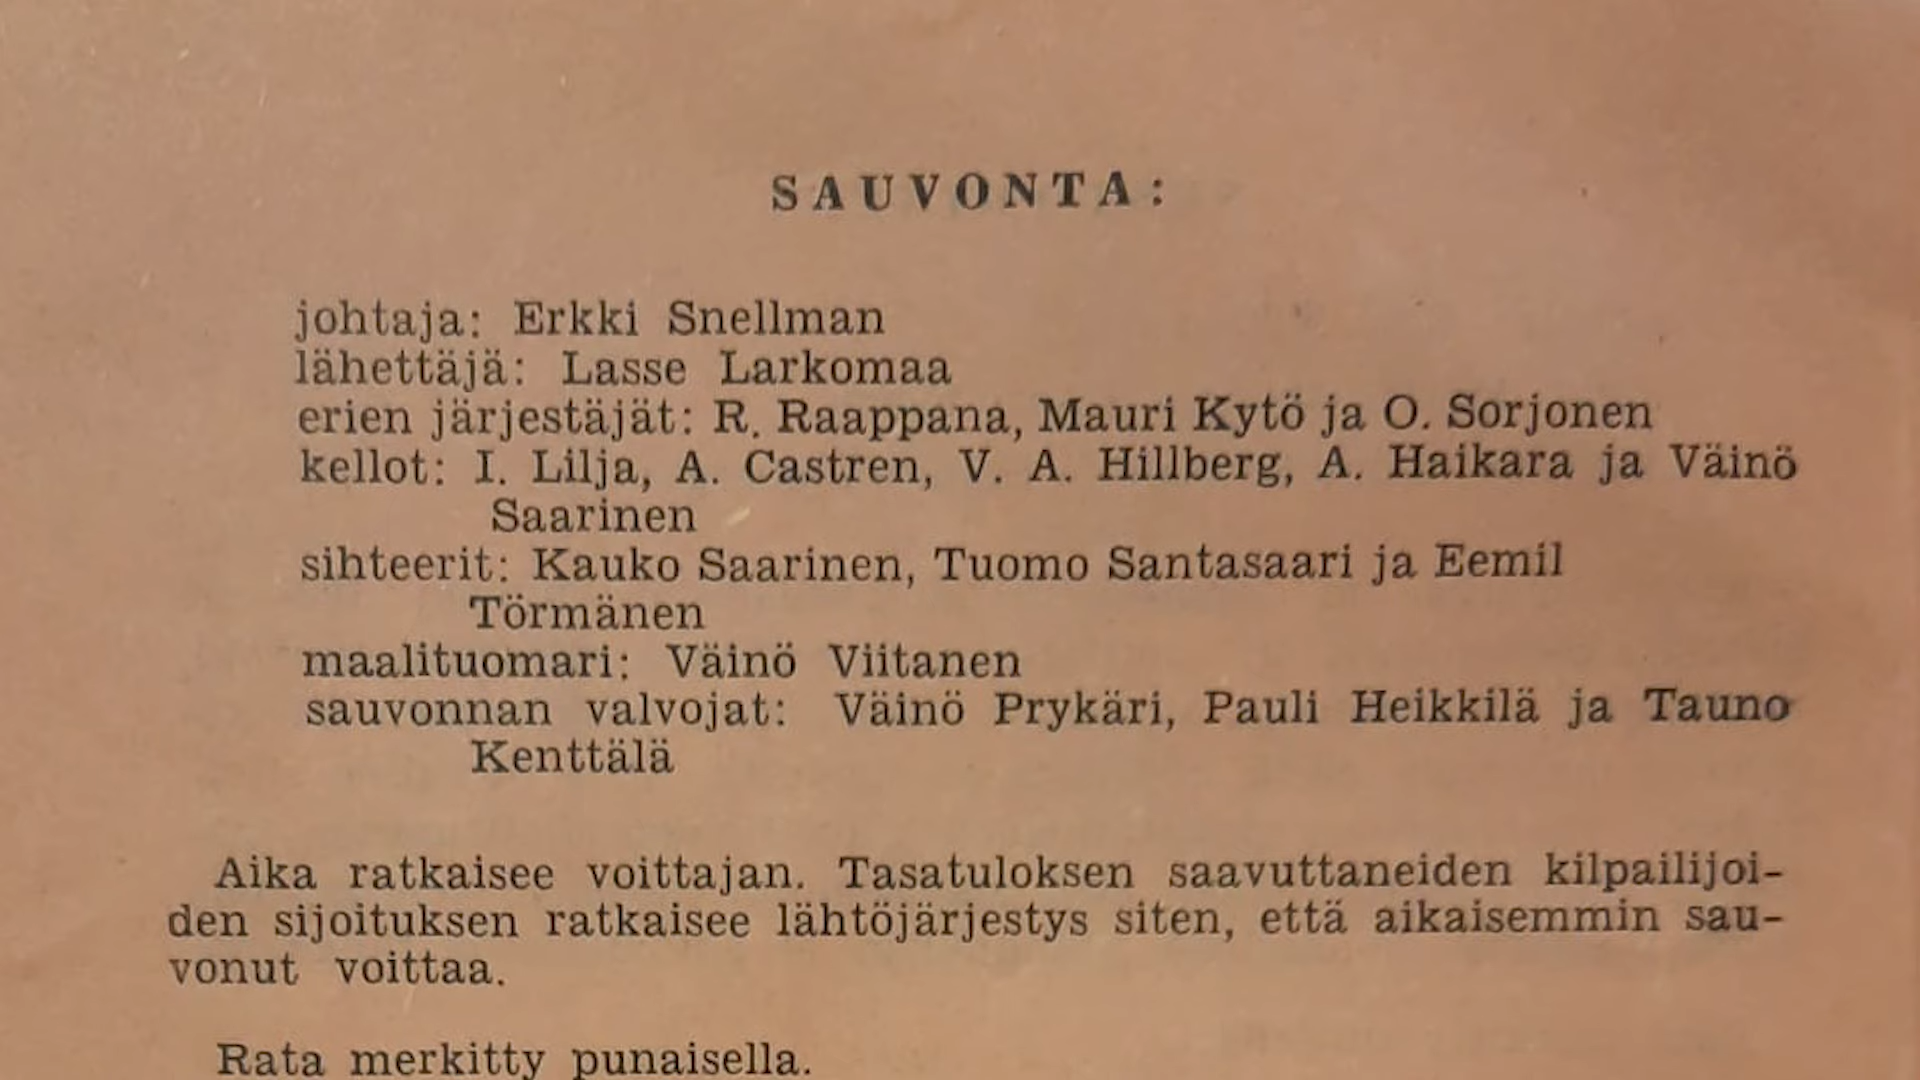 SAUVONTA:
johtaja: Erkki Snellman
lähettäjä: Lasse Larkomaa
erien järjestäjät: R. Raappana, Mauri Kytö ja O. Sorjonen
kellot: I. Lilja, A. Castren, V. A. Hillberg, A. Haikara ja Väinö
Saarinen
sihteerit: Kauko Saarinen, Tuomo Santasaari ja Eemil
Törmänen
maalituomari: Väinö Viitanen
sauvonnan valvojat: Väinö Prykäri, Pauli Heikkilä ja Tauno
Kenttälä
Aika ratkaisee voittajan. Tasatuloksen saavuttaneiden kilpailijoi-
den sijoituksen ratkaisee lähtöjärjestys siten, että aikaisemmin sau-
vonut voittaa.
Rata merkitty punaisella.